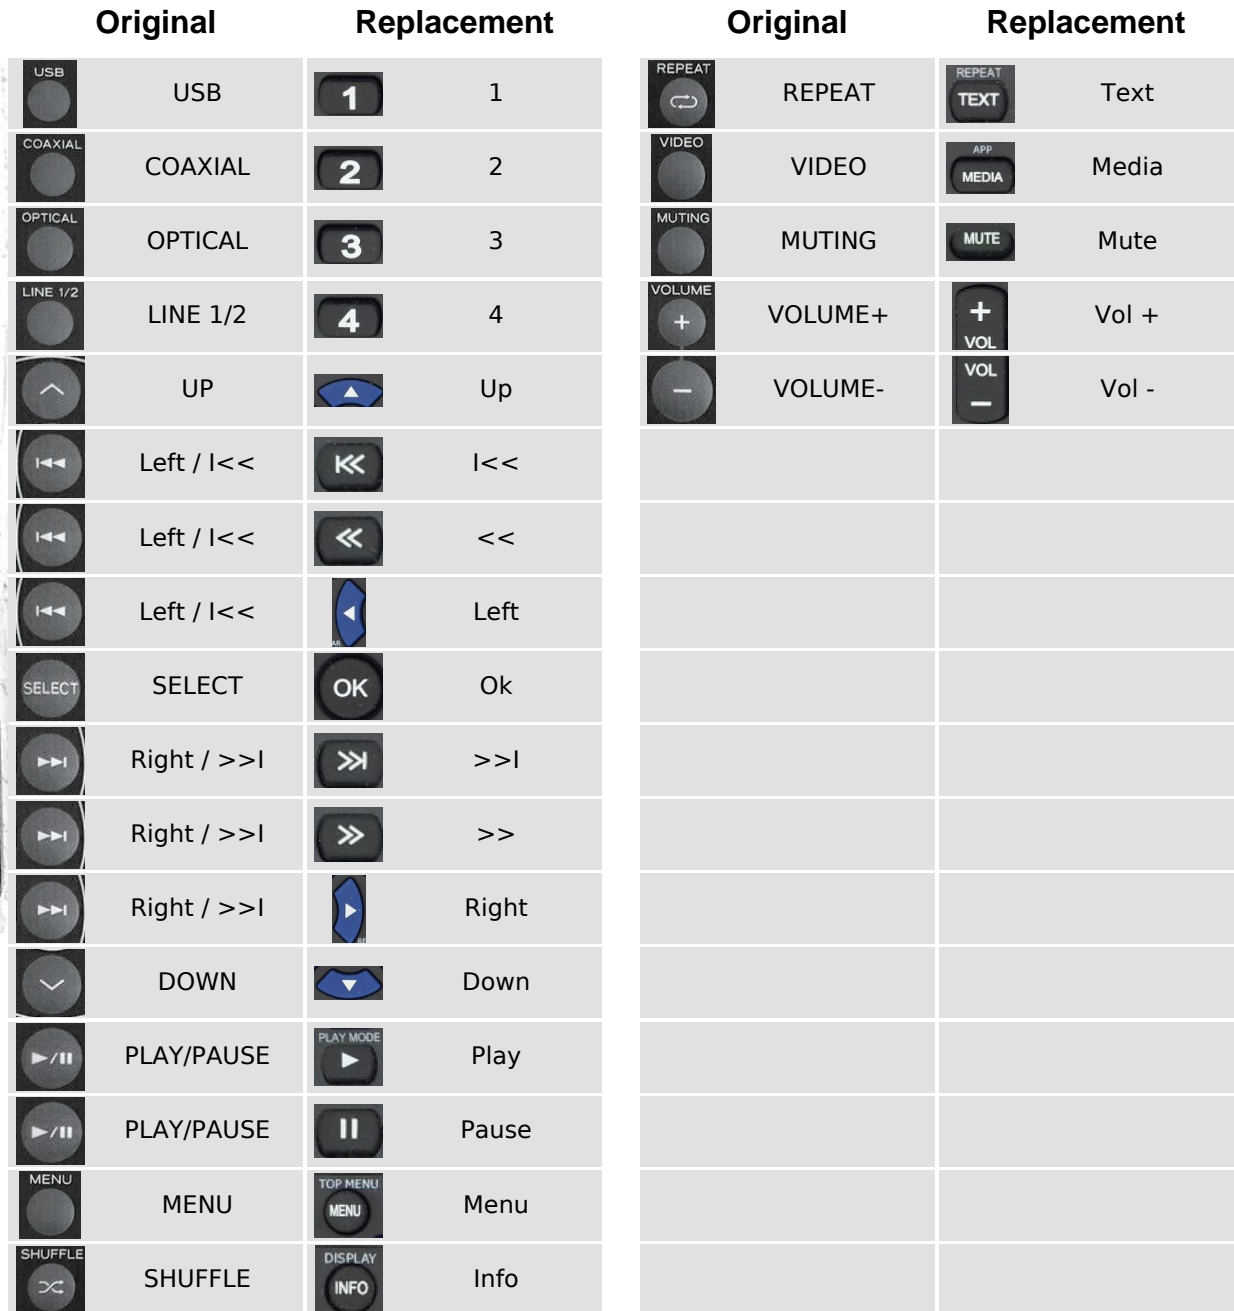 Original Replacement Original Replacement
USB USB 1 1 REPEAT REPEAT REPEAT TEXT Text
COAXIAL COAXIAL 2 2 VIDEO VIDEO APP MEDIA Media
OPTICAL OPTICAL 3 3 MUTING MUTING MUTE Mute
LINE 1/2 LINE 1/2 4 4 VOLUME + VOLUME+ + VOL Vol +
UP Up – VOLUME- VOL – Vol -
Left / I<< I<<
Left / I<< <<
Left / I<< AR Left
SELECT SELECT OK Ok
Right / >>I >>I
Right / >>I >>
Right / >>I RE Right
DOWN Down
PLAY/PAUSE PLAY MODE Play
PLAY/PAUSE Pause
MENU MENU TOP MENU MENU Menu
SHUFFLE SHUFFLE DISPLAY INFO Info